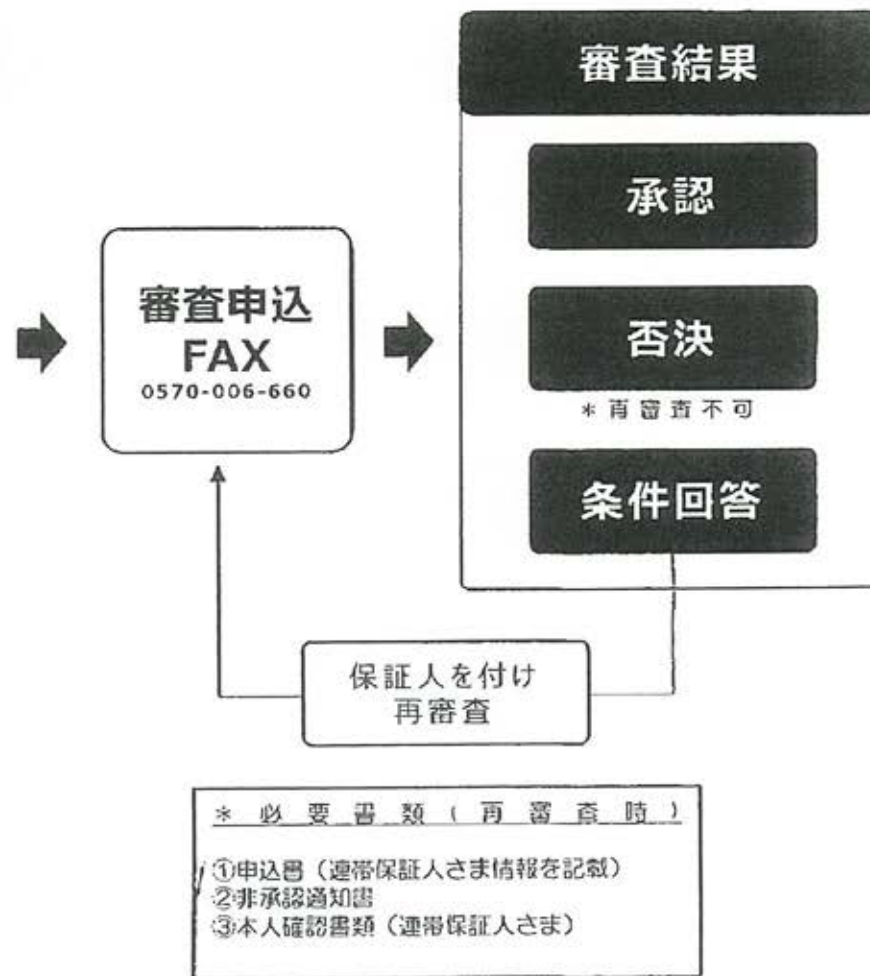 審査申込
FAX
0570-006-660
審査結果
承認
否決
*再審査不可
条件回答
保証人を付け
再審査
*必要書類(再審査時)
①申込書（連帯保証人さま情報を記載）
②非承認通知書
③本人確認書類（連帯保証人さま）